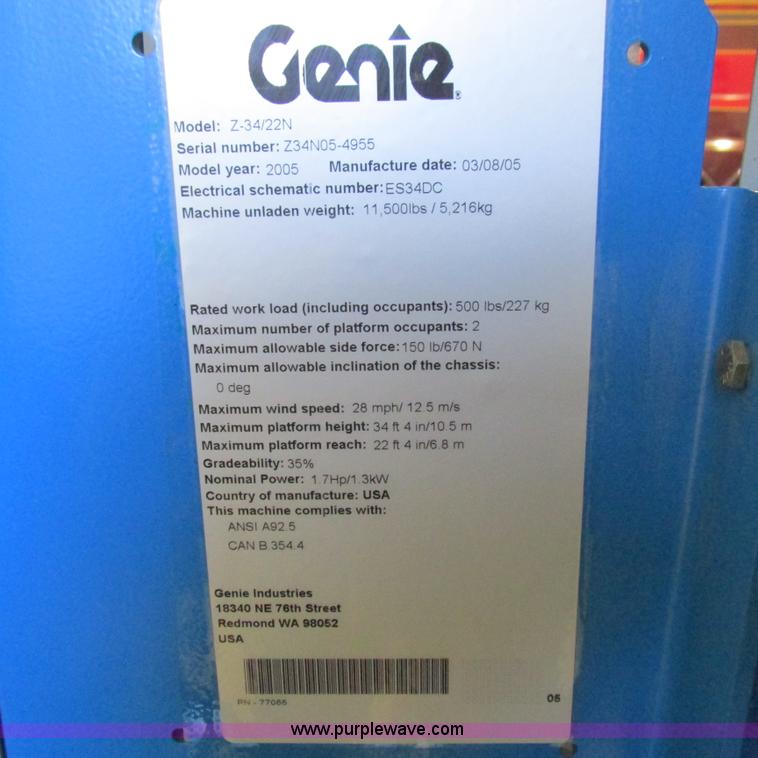 Genie
Model: Z-34/22N
Serial number: Z34N05-4955
Model year: 2005 Manufacture date: 03/08/05
Electrical schematic number: ES34DC
Machine unladen weight: 11,500lbs / 5,216kg
Rated work load (including occupants): 500 lbs/227 kg
Maximum number of platform occupants: 2
Maximum allowable side force: 150 lb/670 N
Maximum allowable inclination of the chassis:
0 deg
Maximum wind speed: 28 mph/ 12.5 m/s
Maximum platform height: 34 ft 4 in/10.5 m
Maximum platform reach: 22 ft 4 in/6.8 m
Gradeability: 35%
Nominal Power: 1.7Hp/1.3kW
Country of manufacture: USA
This machine complies with:
ANSI A92.5
CAN B.354.4
Genie Industries
18340 NE 76th Street
Redmond WA 98052
USA
PN - 77055 05
www.purplewave.com